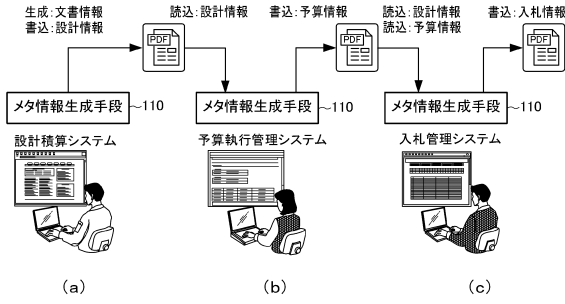 生成：文書情報
書込：設計情報
読込：設計情報
書込：予算情報
読込：設計情報
読込：予算情報
書込：入札情報
PDF
PDF
PDF
メタ情報生成手段
110
メタ情報生成手段
110
メタ情報生成手段
110
設計積算システム
予算執行管理システム
入札管理システム
(a)
(b)
(c)